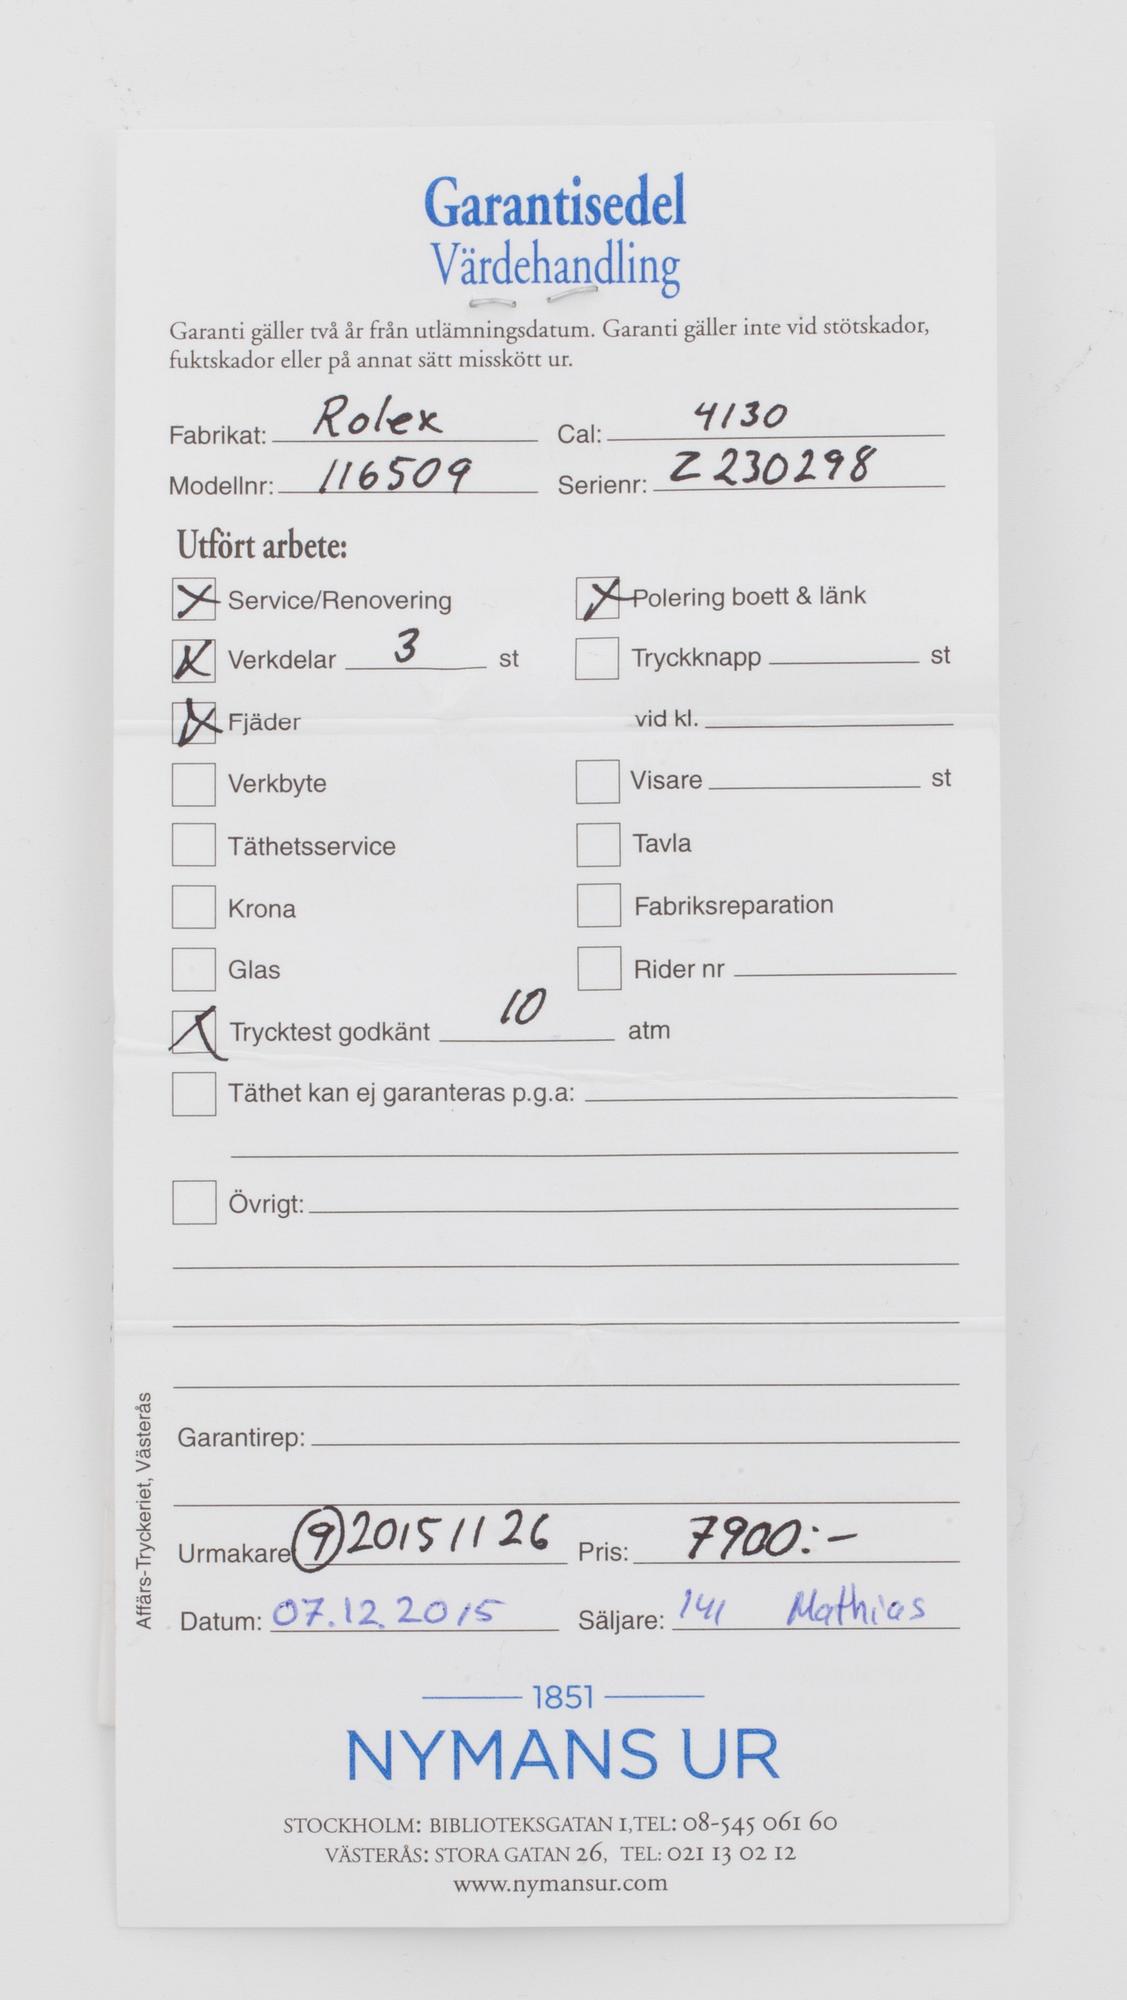 Garantisedel
Värdehandling
Garanti gäller två år från utlämningsdatum. Garanti gäller inte vid stötskador,
fuktskador eller på annat sätt misskött ur.
Fabrikat: Rolex Cal: 4130
Modellnr: 116509 Serienr: Z230298
Utfört arbete:
Service/Renovering Polering boett & länk
Verkdelar 3 st Tryckknapp st
Fjäder vid kl.
Verkbyte Visare st
Täthetsservice Tavla
Krona Fabriksreparation
Glas Rider nr
Trycktest godkänt 10 atm
Täthet kan ej garanteras p.g.a:
Övrigt:
Garantirep:
Urmakare 9 20151126 Pris: 7900:-
Datum: 07.12.2015 Säljare: 141 Mathias
Affärs-Tryckeriet, Västerås
1851
NYMANS UR
STOCKHOLM: BIBLIOTEKSGATAN 1,TEL: 08-545 061 60
VÄSTERÅS: STORA GATAN 26, TEL: 021 13 02 12
www.nymansur.com